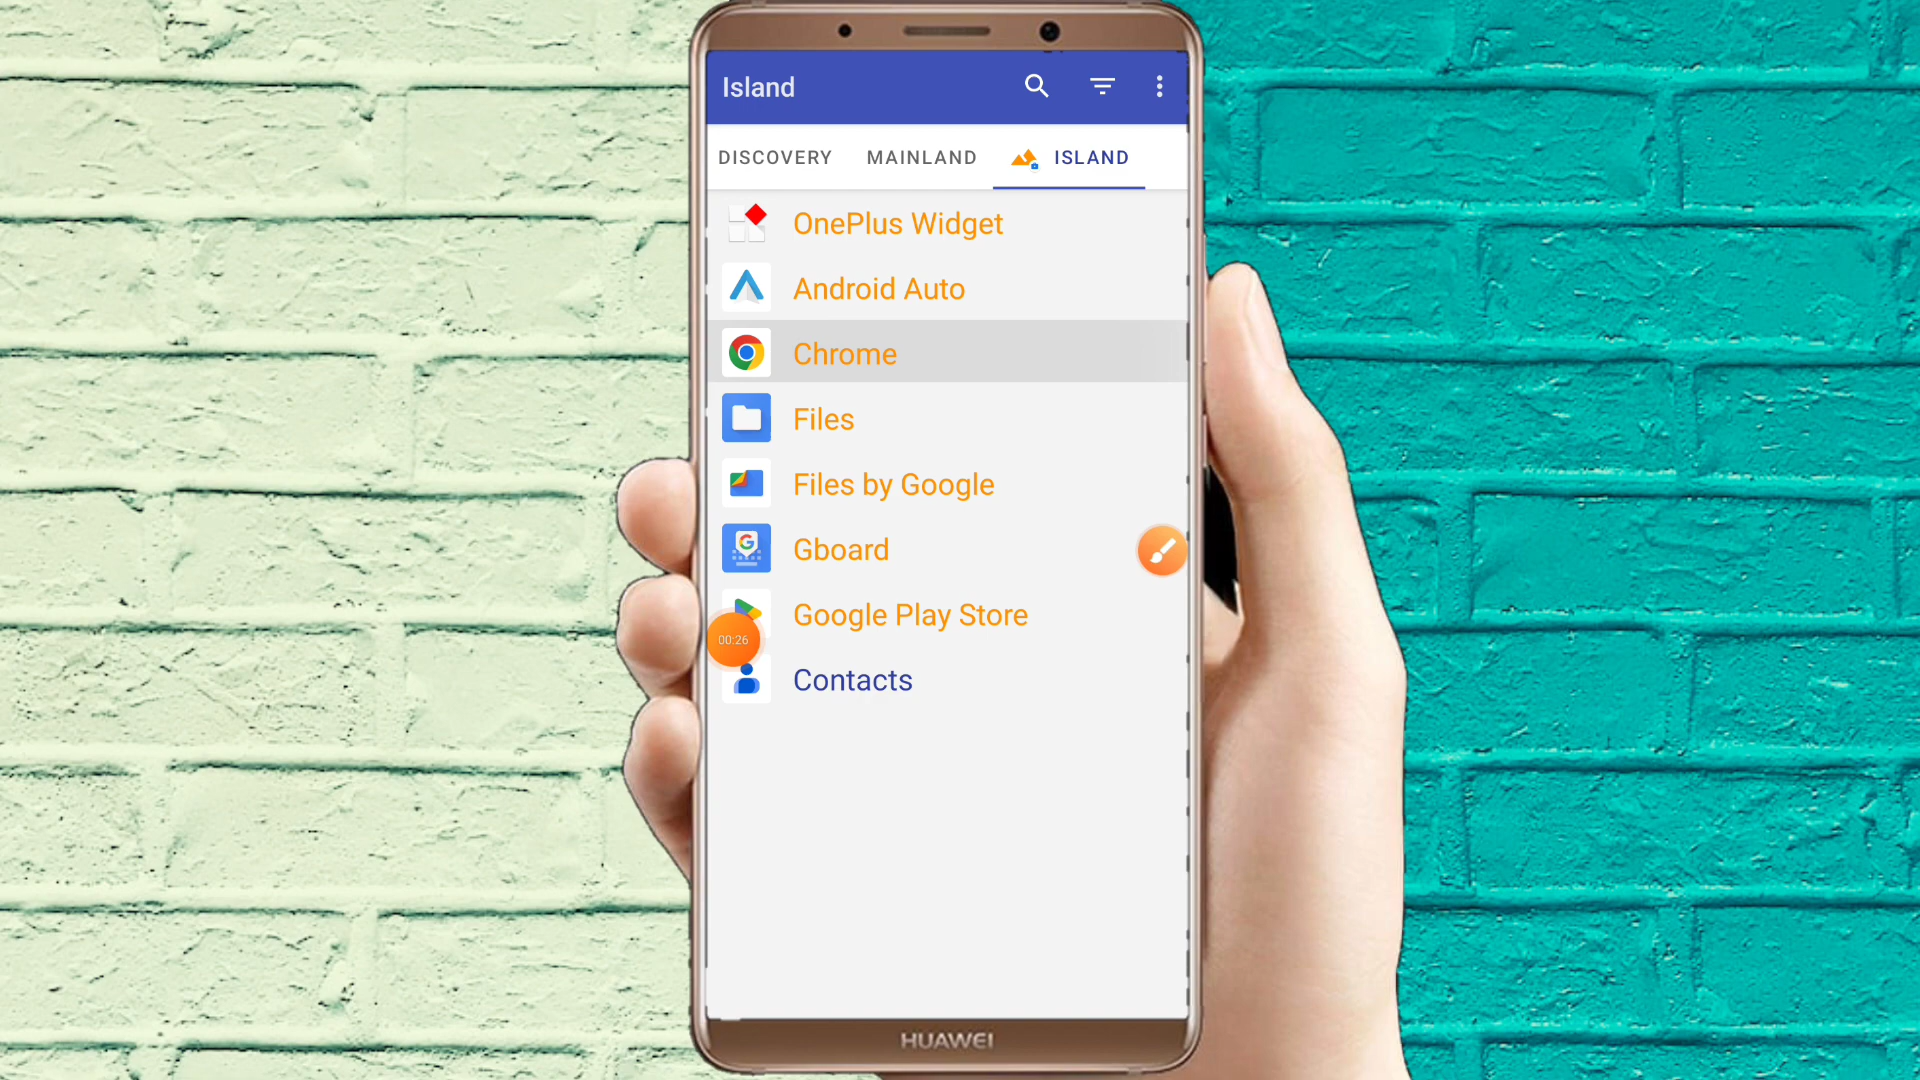 Island
DISCOVERY MAINLAND ISLAND
OnePlus Widget
Android Auto
Chrome
Files
Files by Google
Gboard
Google Play Store
00:26
Contacts
HUAWEI